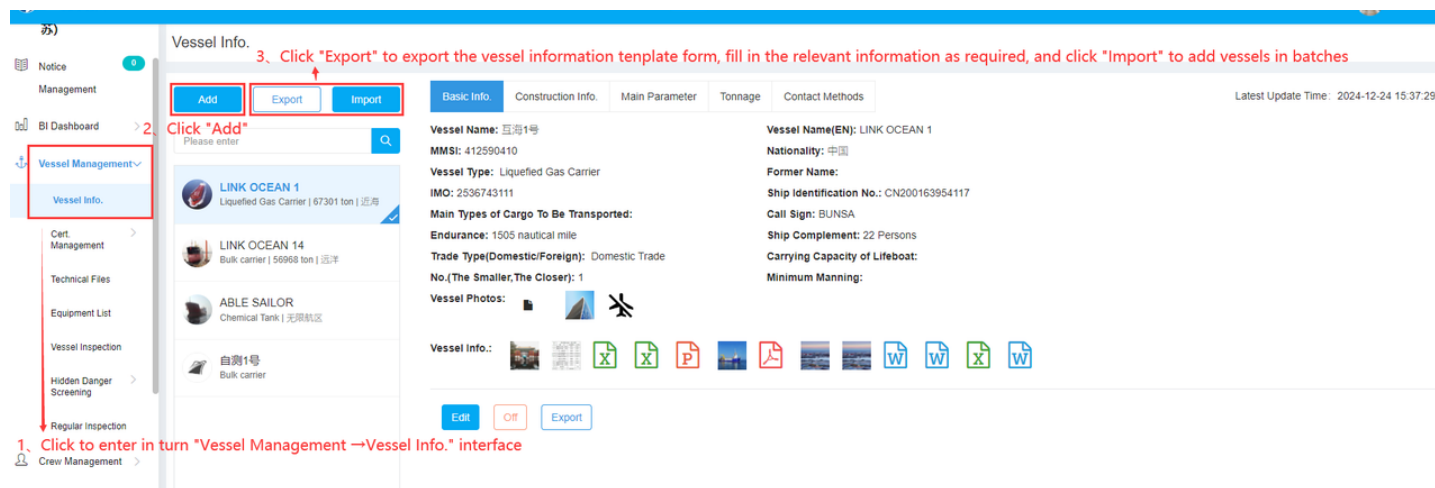 苏)
Notice
Management
0
BI Dashboard
Vessel Management
Vessel Info.
Cert.
Management
Technical Files
Equipment List
Vessel Inspection
Hidden Danger
Screening
Regular Inspection
1、Click to enter in turn "Vessel Management →Vessel Info." interface
Crew Management
Vessel Info.
3、Click "Export" to export the vessel information tenplate form, fill in the relevant information as required, and click "Import" to add vessels in batches
Add
Export
Import
2、Click "Add"
Please enter
LINK OCEAN 1
Liquefied Gas Carrier | 67301 ton | 近海
LINK OCEAN 14
Bulk carrier | 56968 ton | 远洋
ABLE SAILOR
Chemical Tank | 无限航区
自测1号
Bulk carrier
Basic Info.
Construction Info.
Main Parameter
Tonnage
Contact Methods
Latest Update Time: 2024-12-24 15:37:29
Vessel Name: 互海1号
Vessel Name(EN): LINK OCEAN 1
MMSI: 412590410
Nationality: 中国
Vessel Type: Liquefied Gas Carrier
Former Name:
IMO: 2536743111
Ship Identification No.: CN200163954117
Main Types of Cargo To Be Transported:
Call Sign: BUNSA
Endurance: 1505 nautical mile
Ship Complement: 22 Persons
Trade Type(Domestic/Foreign): Domestic Trade
Carrying Capacity of Lifeboat:
No.(The Smaller,The Closer): 1
Minimum Manning:
Vessel Photos:
Vessel Info.:
X
X
P
W
W
X
W
Edit
Off
Export